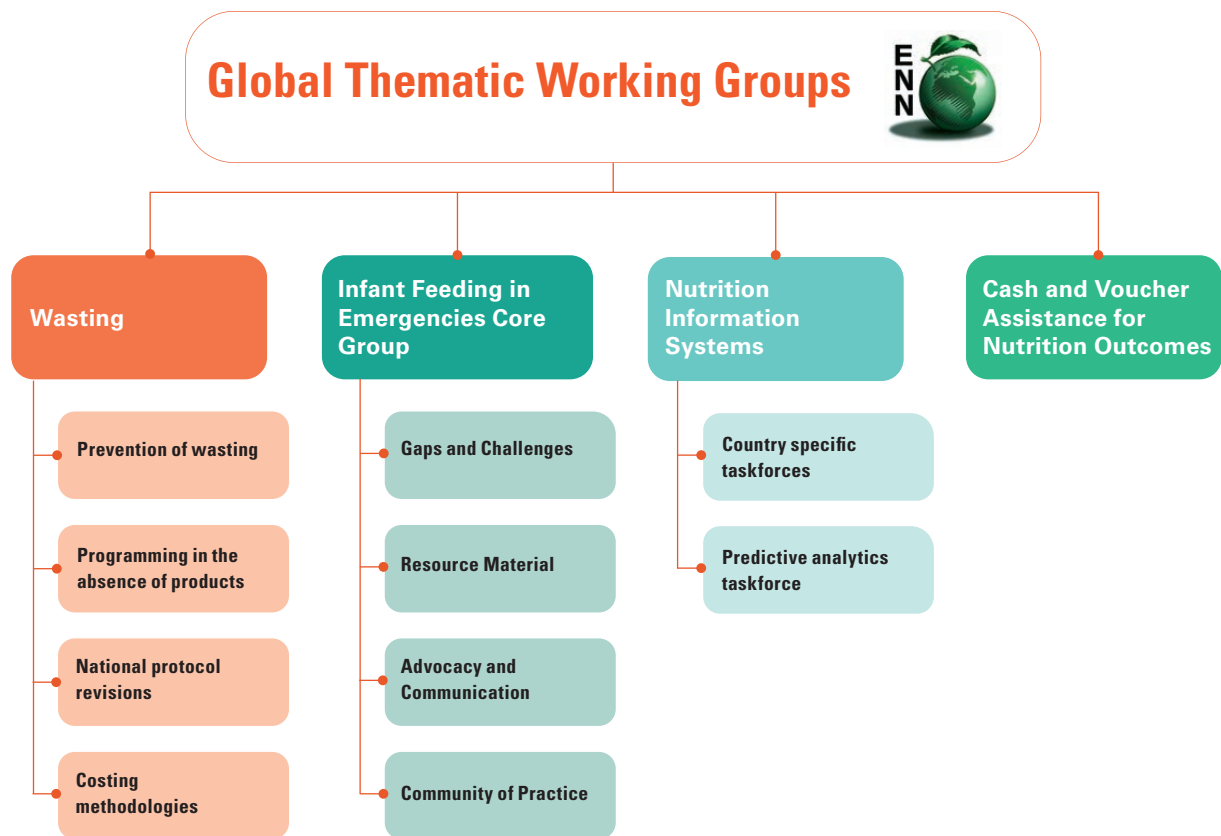 Global Thematic Working Groups
ENN
Wasting
Prevention of wasting
Programming in the
absence of products
National protocol
revisions
Costing
methodologies
Infant Feeding in
Emergencies Core
Group
Gaps and Challenges
Resource Material
Advocacy and
Communication
Community of Practice
Nutrition
Information
Systems
Country specific
taskforces
Predictive analytics
taskforce
Cash and Voucher
Assistance for
Nutrition Outcomes